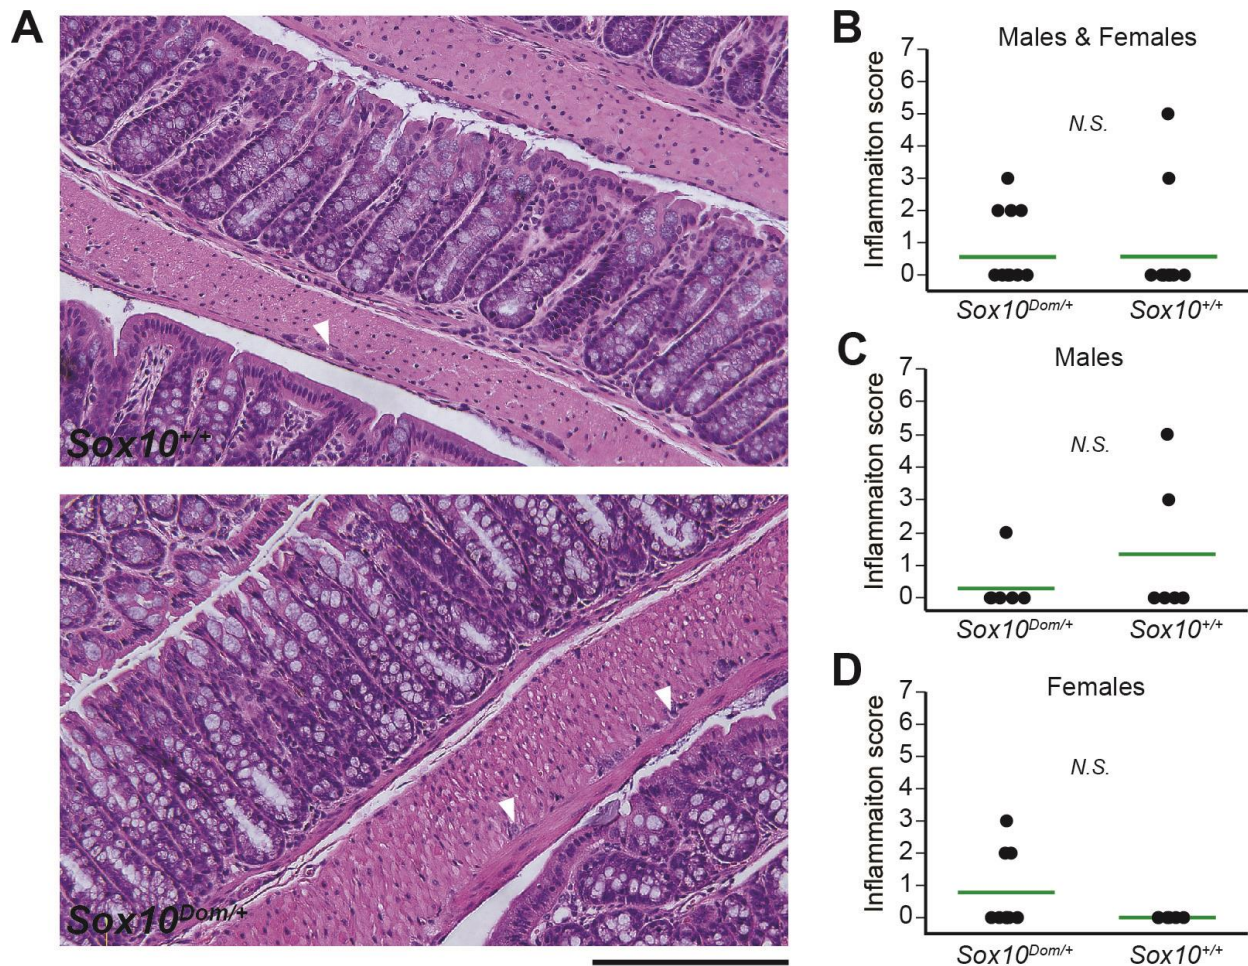 A
Sox10+/+
Sox10Dom/+
B
Males & Females
Inflammaiton score
7
6
5
4
3
2
1
0
N.S.
Sox10Dom/+ Sox10+/+
C
Males
Inflammaiton score
7
6
5
4
3
2
1
0
N.S.
Sox10Dom/+ Sox10+/+
D
Females
Inflammaiton score
7
6
5
4
3
2
1
0
N.S.
Sox10Dom/+ Sox10+/+